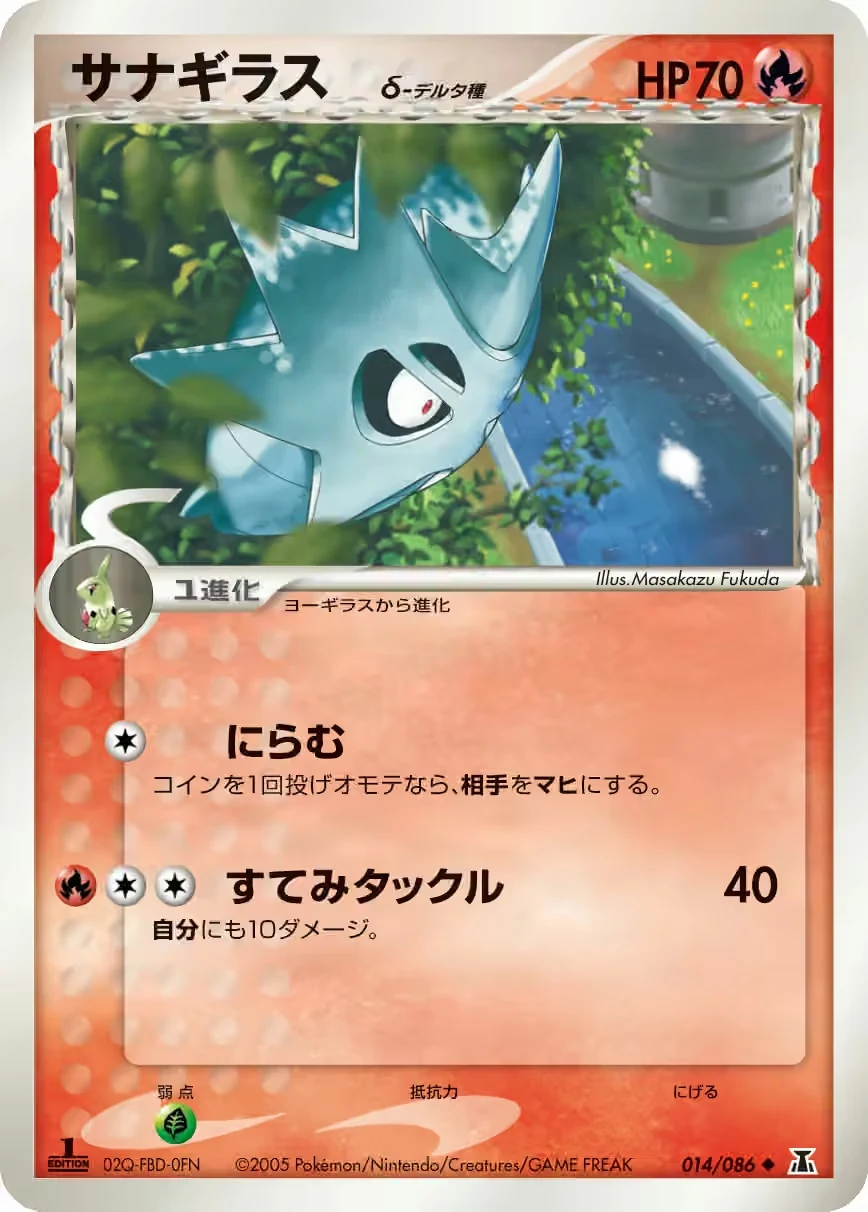 サナギラス δ-デルタ種 HP70
Illus.Masakazu Fukuda
1進化
ヨーギラスから進化
にらむ
コインを1回投げオモテなら、相手をマヒにする。
すてみタックル 40
自分にも10ダメージ。
弱点 抵抗力 にげる
1 EDITION 02Q-FBD-0FN ©2005 Pokémon/Nintendo/Creatures/GAME FREAK 014/086